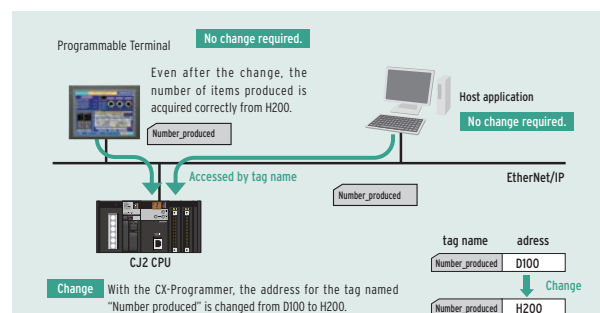 Programmable Terminal
No change required.
Even after the change, the
number of items produced is
acquired correctly from H200.
Number_produced
Host application
No change required.
Accessed by tag name
EtherNet/IP
Number_produced
CJ2 CPU
tag name adress
Number_produced D100
Change
Number_produced H200
Change With the CX-Programmer, the address for the tag named
“Number produced” is changed from D100 to H200.